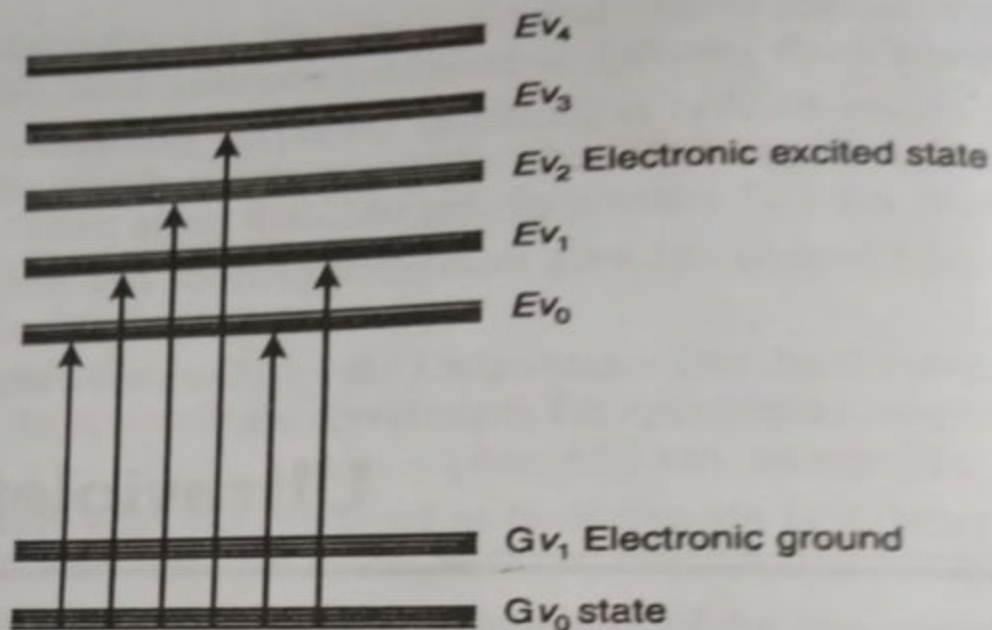 Ev₄
Ev₃
Ev₂ Electronic excited state
Ev₁
Ev₀
Gv₁ Electronic ground
Gv₀ state